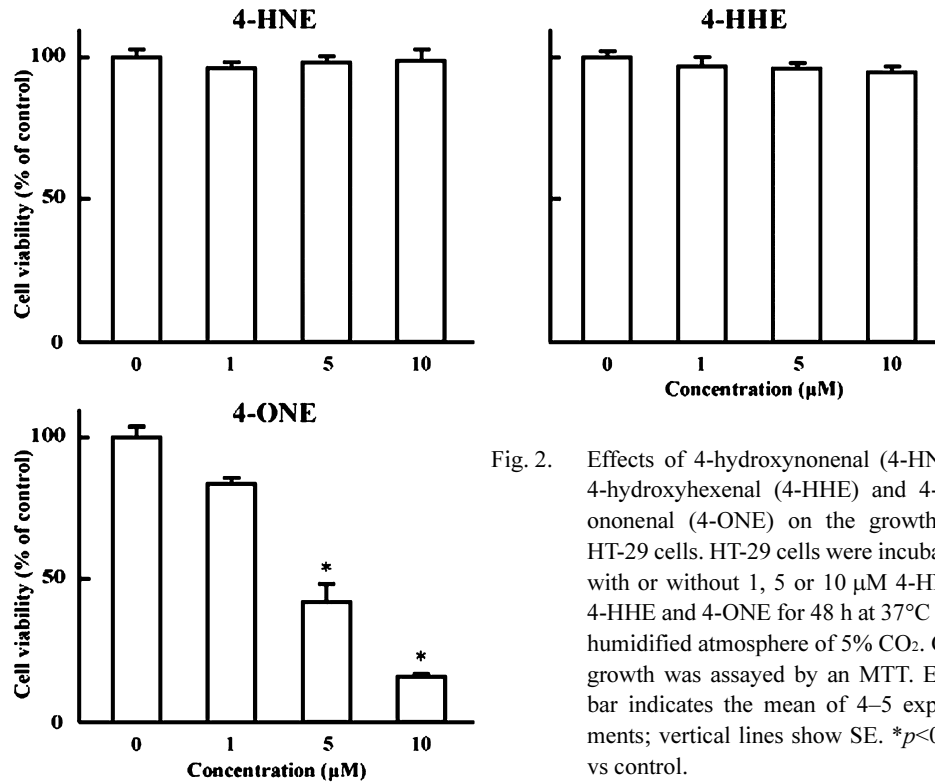 4-HNE
4-HHE
Cell viability (% of control)
100
50
0
0 1 5 10
0 1 5 10
Concentration (μM)
4-ONE
Cell viability (% of control)
100
50
0
*
*
0 1 5 10
Concentration (μM)
Fig. 2. Effects of 4-hydroxynonenal (4-HN
4-hydroxyhexenal (4-HHE) and 4-
ononenal (4-ONE) on the growth
HT-29 cells. HT-29 cells were incuba
with or without 1, 5 or 10 μM 4-H
4-HHE and 4-ONE for 48 h at 37°C
humidified atmosphere of 5% CO₂.
growth was assayed by an MTT. E
bar indicates the mean of 4–5 exp
ments; vertical lines show SE. *p<0
vs control.